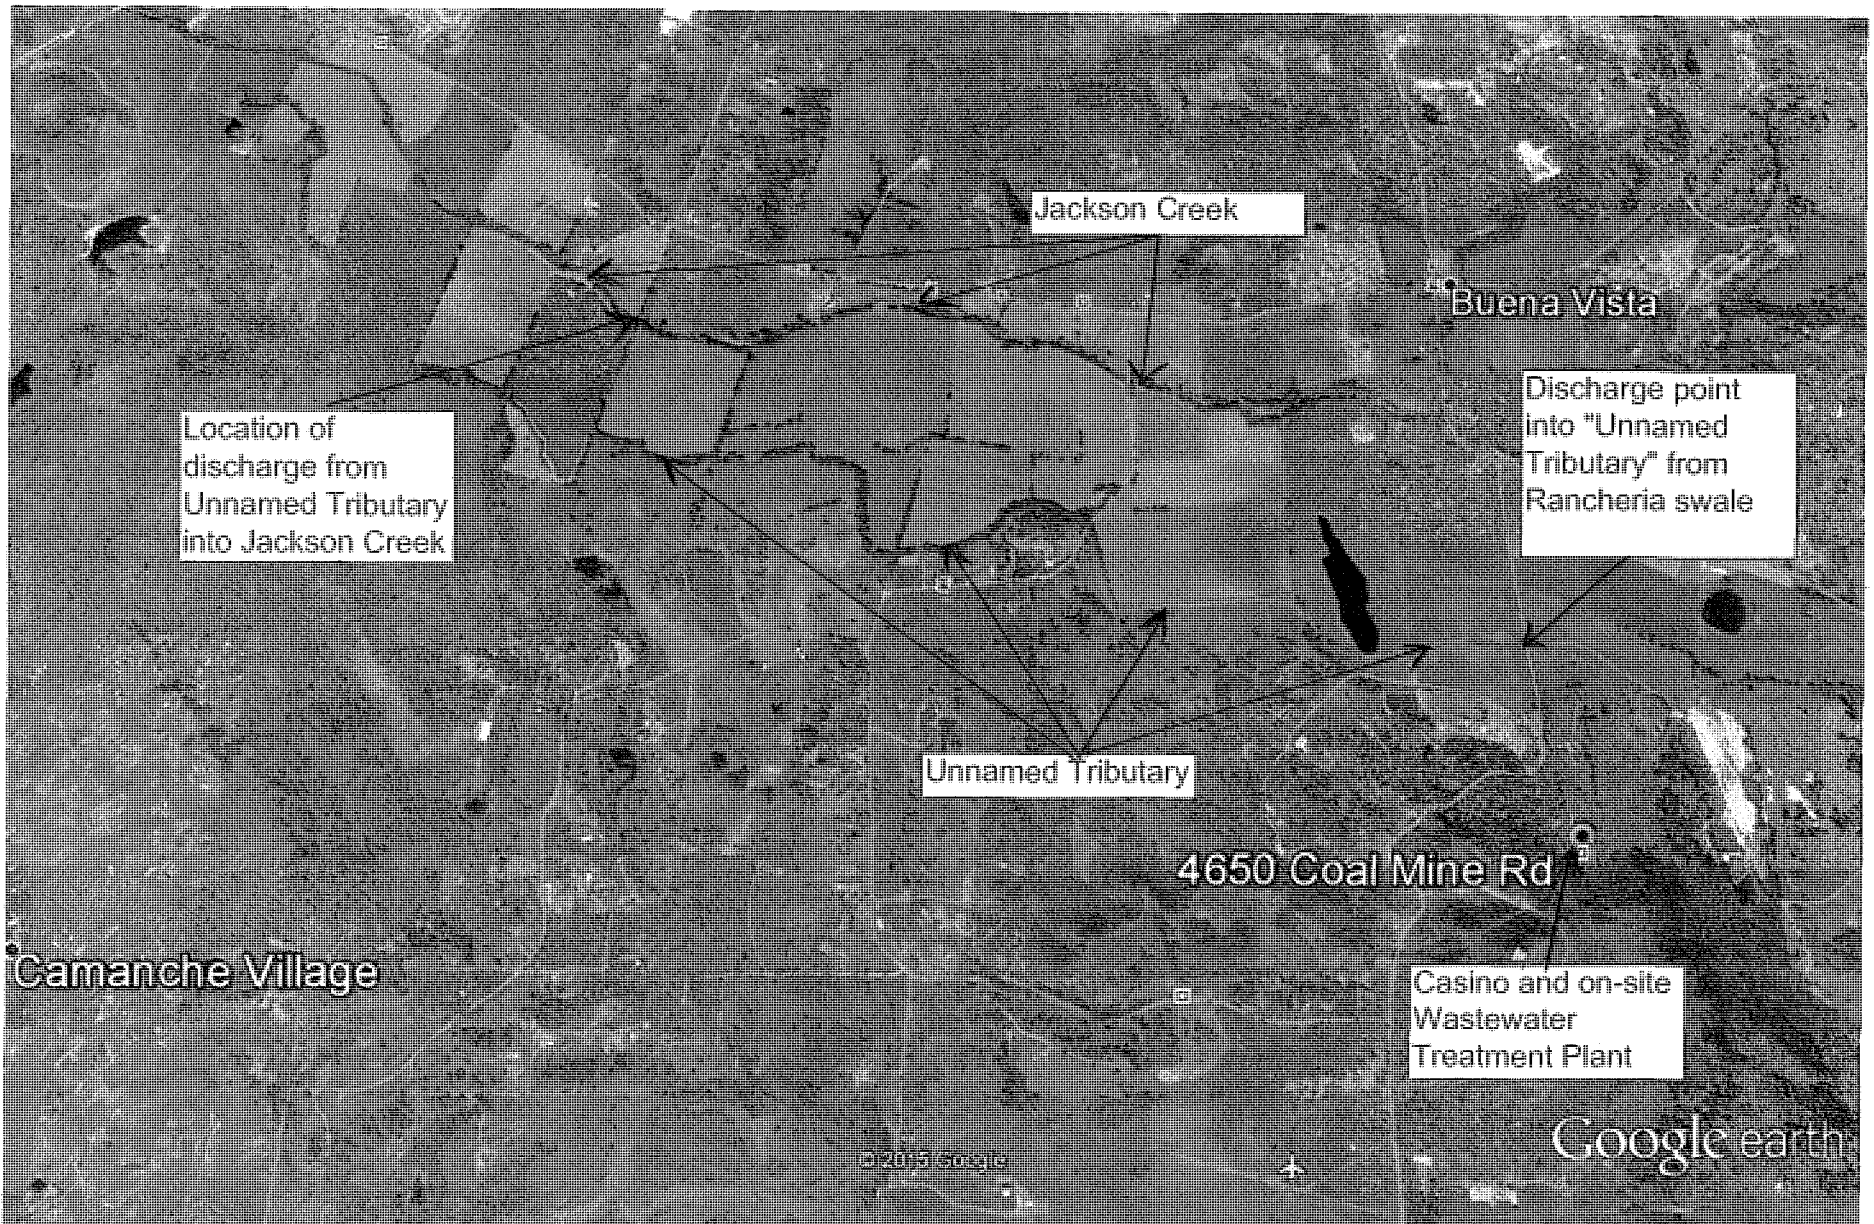 Jackson Creek
Buena Vista
Discharge point
into "Unnamed
Tributary" from
Rancheria swale
Location of
discharge from
Unnamed Tributary
into Jackson Creek
Unnamed Tributary
4650 Coal Mine Rd
Camanche Village
Casino and on-site
Wastewater
Treatment Plant
Google earth
© 2015 Google